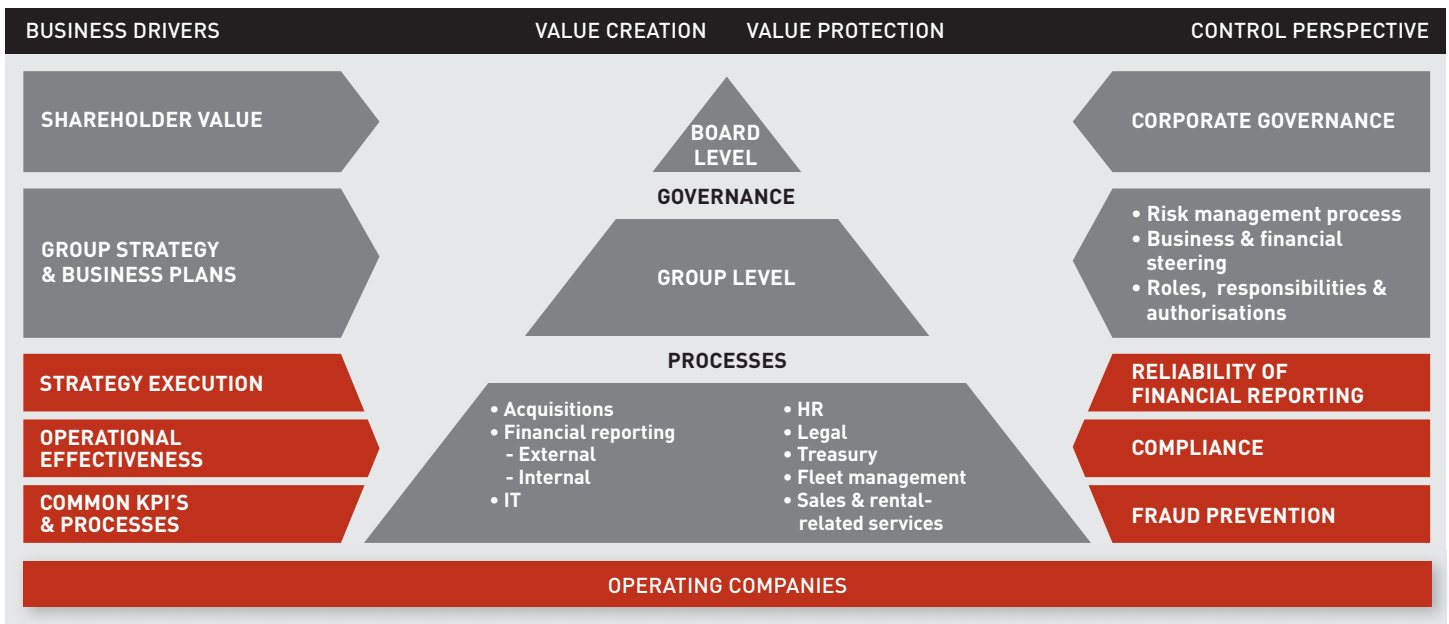 BUSINESS DRIVERS
VALUE CREATION
VALUE PROTECTION
CONTROL PERSPECTIVE
SHAREHOLDER VALUE
BOARD
LEVEL
CORPORATE GOVERNANCE
GOVERNANCE
GROUP STRATEGY
& BUSINESS PLANS
GROUP LEVEL
• Risk management process
• Business & financial
steering
• Roles, responsibilities &
authorisations
PROCESSES
STRATEGY EXECUTION
OPERATIONAL
EFFECTIVENESS
COMMON KPI'S
& PROCESSES
• Acquisitions
• Financial reporting
- External
- Internal
• IT
• HR
• Legal
• Treasury
• Fleet management
• Sales & rental-
related services
RELIABILITY OF
FINANCIAL REPORTING
COMPLIANCE
FRAUD PREVENTION
OPERATING COMPANIES